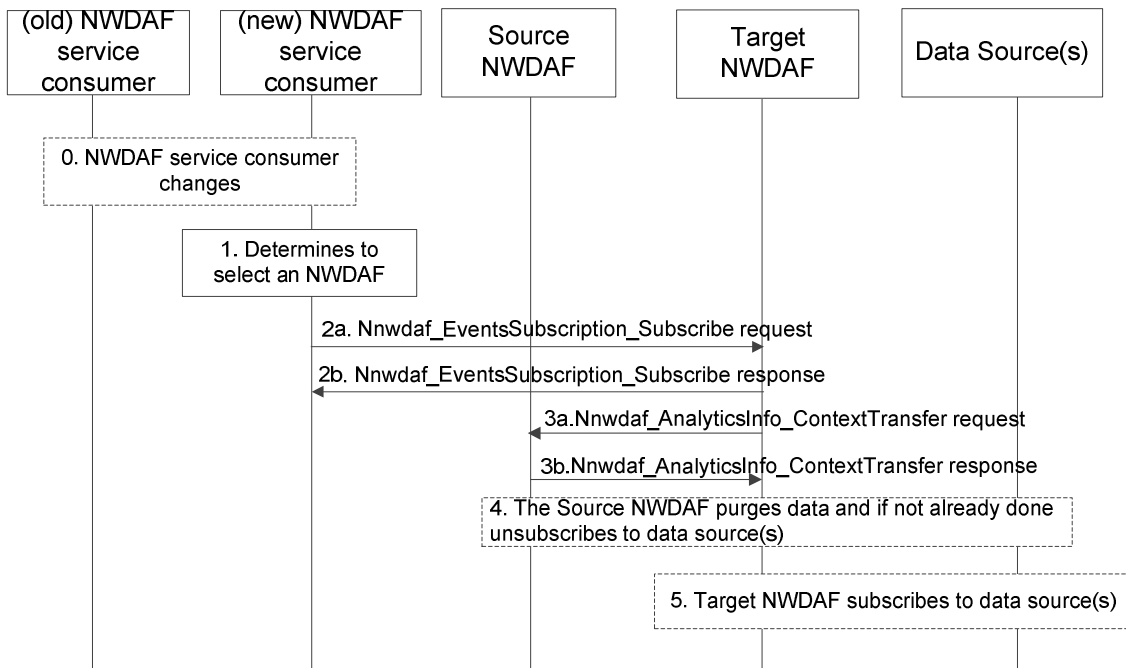 (old) NWDAF
service
consumer
(new) NWDAF
service
consumer
Source
NWDAF
Target
NWDAF
Data Source(s)
0. NWDAF service consumer
changes
1. Determines to
select an NWDAF
2a. Nnwdaf_EventsSubscription_Subscribe request
2b. Nnwdaf_EventsSubscription_Subscribe response
3a.Nnwdaf_AnalyticsInfo_ContextTransfer request
3b.Nnwdaf_AnalyticsInfo_ContextTransfer response
4. The Source NWDAF purges data and if not already done
unsubscribes to data source(s)
5. Target NWDAF subscribes to data source(s)